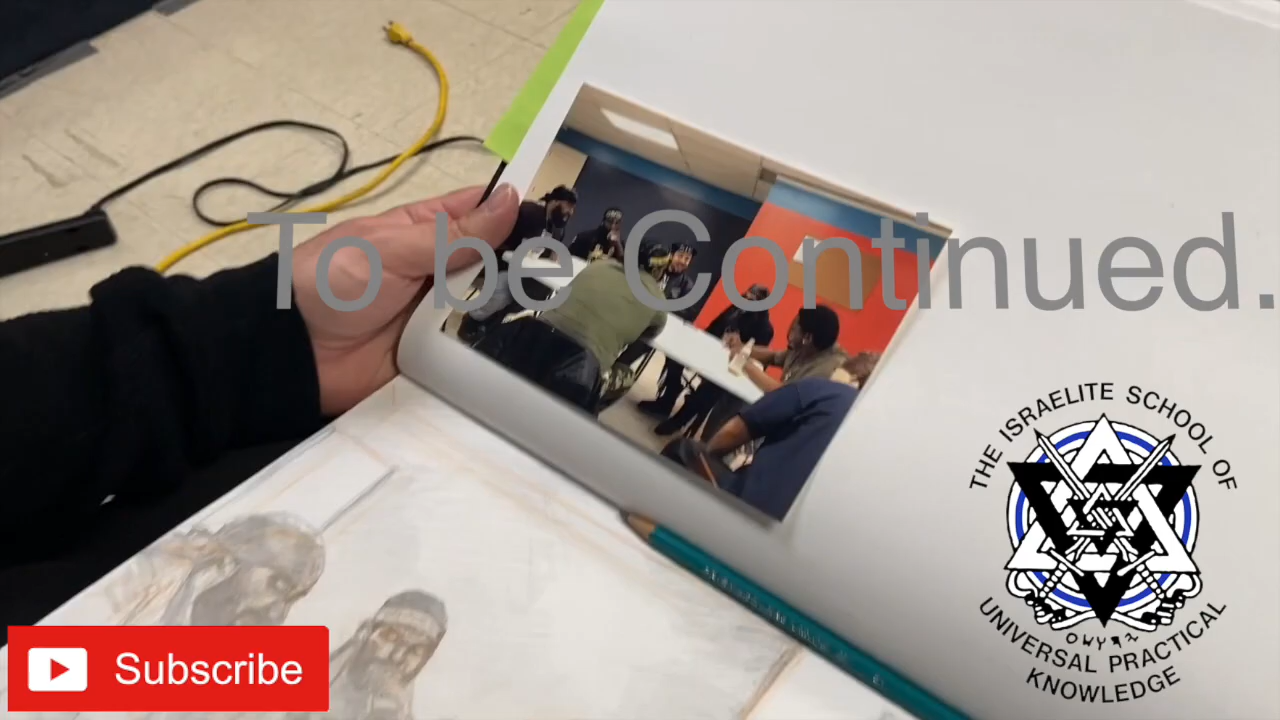 To be Continued.
THE ISRAELITE SCHOOL OF
UNIVERSAL PRACTICAL
KNOWLEDGE
Subscribe